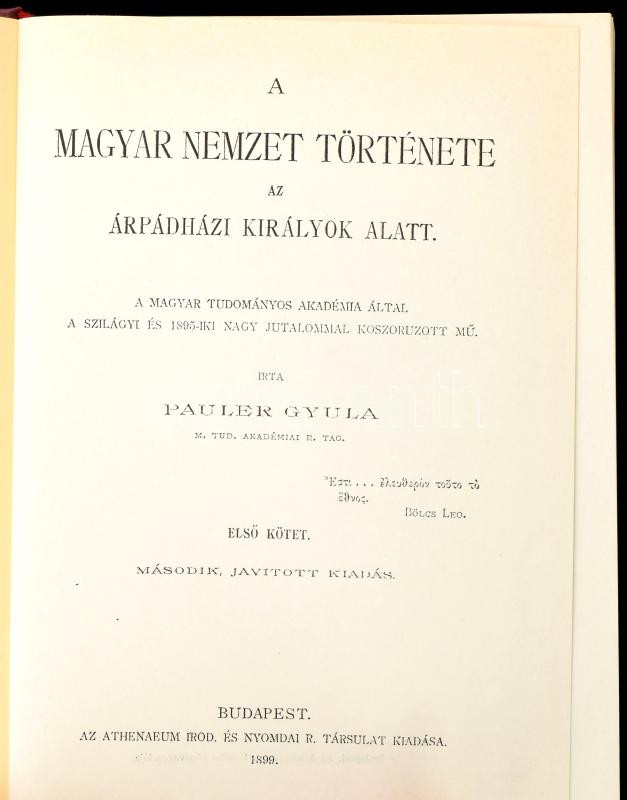 A
MAGYAR NEMZET TÖRTÉNETE
AZ
ÁRPÁDHÁZI KIRÁLYOK ALATT.
A MAGYAR TUDOMÁNYOS AKADÉMIA ÁLTAL
A SZILÁGYI ÉS 1895-IKI NAGY JUTALOMMAL KOSZORUZOTT MŰ.
IRTA
PAULER GYULA
M. TUD. AKADÉMIAI R. TAG.
Ἔστι . . . ἐλευθερὸν τοῦτο τὸ
ἔθνος.
BÖLCS LEO.
ELSŐ KÖTET.
MÁSODIK, JAVITOTT KIADÁS.
BUDAPEST.
AZ ATHENAEUM IROD. ÉS NYOMDAI R. TÁRSULAT KIADÁSA.
1899.